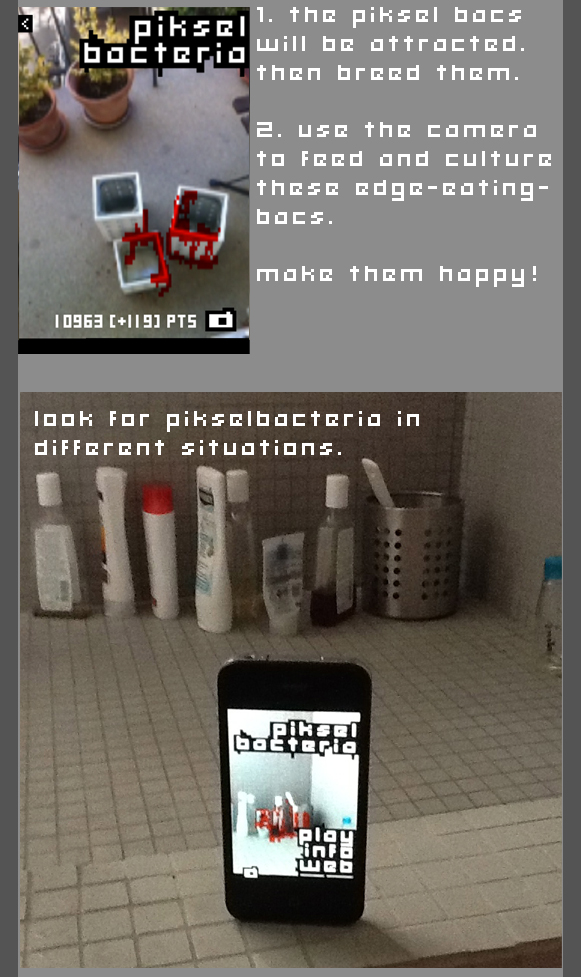 piksel
bacteria
10963 [+119] PTS
1. the piksel bacs
will be attracted.
then breed them.
2. use the camera
to feed and culture
these edge-eating-
bacs.
make them happy!
look for pikselbacteria in
different situations.
piksel
bacteria
play
info
web